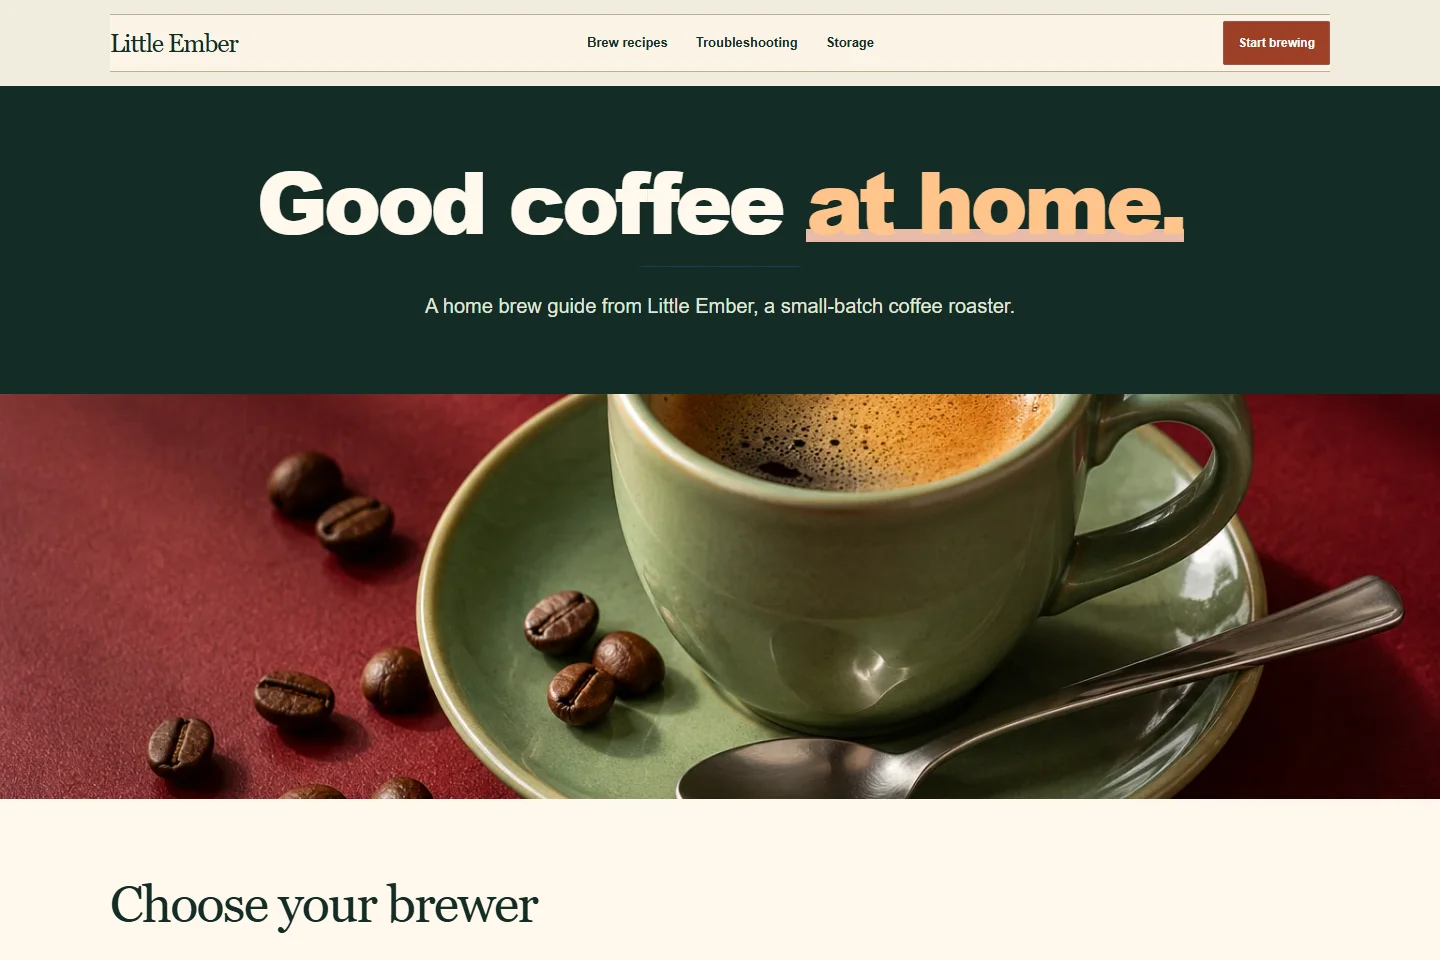 Little Ember
Brew recipes
Troubleshooting
Storage
Start brewing
Good coffee at home.
A home brew guide from Little Ember, a small-batch coffee roaster.
Choose your brewer